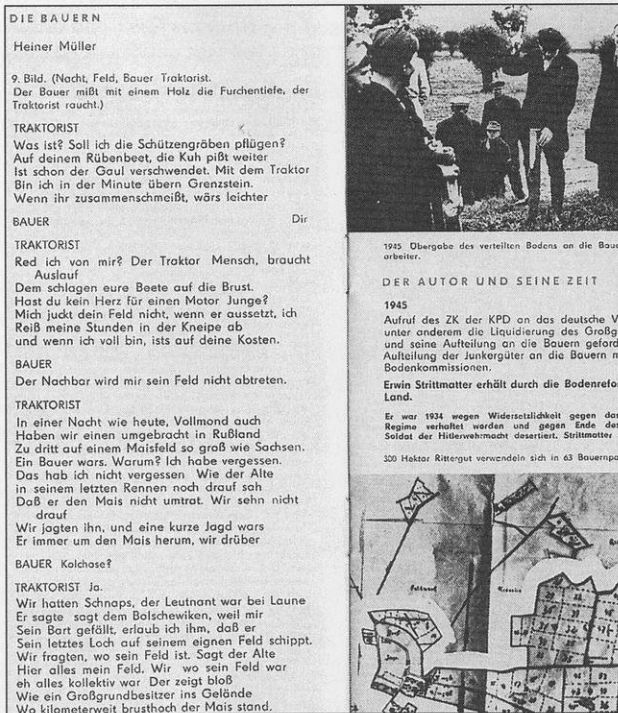 DIE BAUERN
Heiner Müller
9. Bild. (Nacht, Feld, Bauer Traktorist.
Der Bauer mißt mit einem Holz die Furchentiefe, der
Traktorist raucht.)
TRAKTORIST
Was ist? Soll ich die Schützengräben pflügen?
Auf deinem Rübenbeet, die Kuh pißt weiter
Ist schon der Gaul verschwendet. Mit dem Traktor
Bin ich in der Minute übern Grenzstein.
Wenn ihr zusammenschmeißt, wärs leichter
BAUER Dir
TRAKTORIST
Red ich von mir? Der Traktor Mensch, braucht
Auslauf
Dem schlagen eure Beete auf die Brust.
Hast du kein Herz für einen Motor Junge?
Mich juckt dein Feld nicht, wenn er aussetzt, ich
Reiß meine Stunden in der Kneipe ab
und wenn ich voll bin, ists auf deine Kosten.
BAUER
Der Nachbar wird mir sein Feld nicht abtreten.
TRAKTORIST
In einer Nacht wie heute, Vollmond auch
Haben wir einen umgebracht in Rußland
Zu dritt auf einem Maisfeld so groß wie Sachsen.
Ein Bauer wars. Warum? Ich habe vergessen.
Das hab ich nicht vergessen Wie der Alte
in seinem letzten Rennen noch drauf sah
Daß er den Mais nicht umtrat. Wir sehn nicht
drauf
Wir jagten ihn, und eine kurze Jagd wars
Er immer um den Mais herum, wir drüber
BAUER Kolchose?
TRAKTORIST Ja.
Wir hatten Schnaps, der Leutnant war bei Laune
Er sagte sagt dem Bolschewiken, weil mir
Sein Bart gefällt, erlaub ich ihm, daß er
Sein letztes Loch auf seinem eignen Feld schippt.
Wir fragten, wo sein Feld ist. Sagt der Alte
Hier alles mein Feld. Wir wo sein Feld war
eh alles kollektiv war Der zeigt bloß
Wie ein Großgrundbesitzer ins Gelände
Wo kilometerweit brusthoch der Mais stand.
1945 Übergabe des verteilten Bodens an die Baue
arbeiter.
DER AUTOR UND SEINE ZEIT
1945
Aufruf des ZK der KPD an das deutsche V
unter anderem die Liquidierung des Großg
und seine Aufteilung an die Bauern geford
Aufteilung der Junkergüter an die Bauern n
Bodenkommissionen.
Erwin Strittmatter erhält durch die Bodenrefo
Land.
Er war 1934 wegen Widersetzlichkeit gegen das
Regime verhaftet worden und gegen Ende des
Soldat der Hitlerwehrmacht desertiert. Strittmatter
300 Hektar Rittergut verwandeln sich in 63 Bauernpa